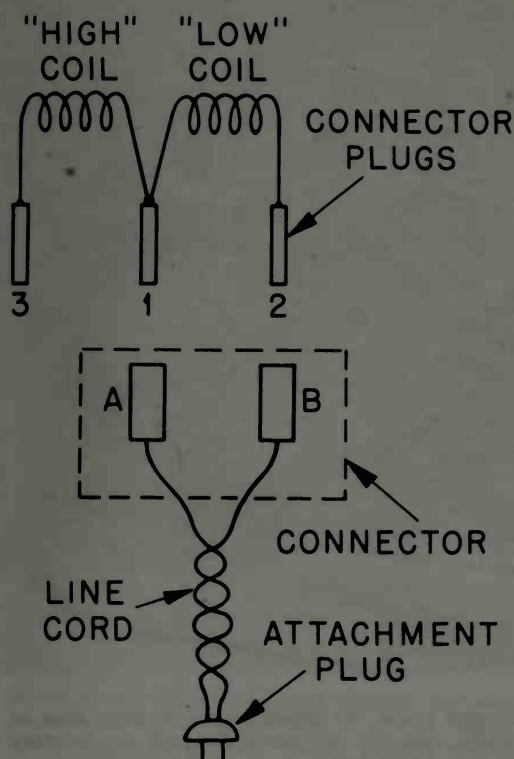 "HIGH"
COIL
"LOW"
COIL
CONNECTOR
PLUGS
3
1
2
A
B
CONNECTOR
LINE
CORD
ATTACHMENT
PLUG